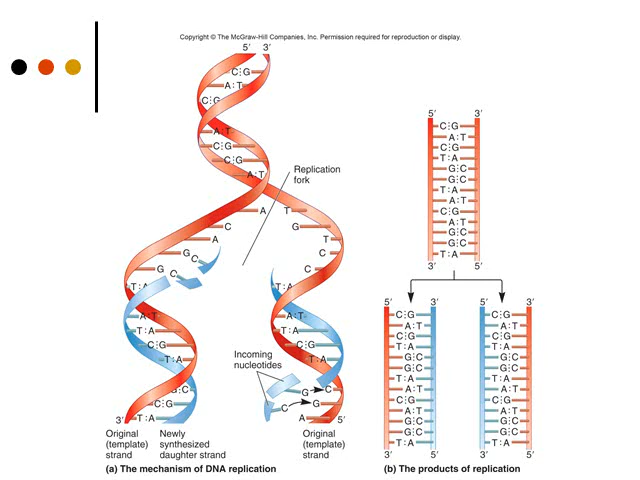 Copyright © The McGraw-Hill Companies, Inc. Permission required for reproduction or display.
5′ 3′
C G
A T
C G
A T
C G
C G
A T
Replication
fork
A T
C G
A T
G C C
G C C
T A T A
A T A T
T A T A
C G C G
T A T A
Incoming
nucleotides
G C G C
C G C G
T A A
3′ 5′
Original
(template)
strand
Newly
synthesized
daughter strand
Original
(template)
strand
(a) The mechanism of DNA replication
5′ 3′
C G
A T
C G
T A
G C
G C
T A
A T
C G
A T
G C
G C
T A
3′ 5′
5′ 3′ 5′ 3′
C G C G
A T A T
C G C G
T A T A
G C G C
G C G C
T A T A
A T A T
C G C G
A T A T
G C G C
G C G C
T A T A
3′ 5′ 3′ 5′
(b) The products of replication